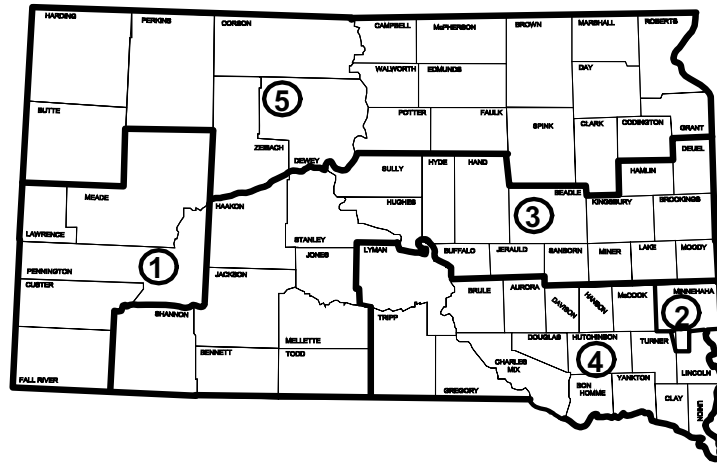 HARDING
PERKINS
CORSON
CAMPBELL
McPHERSON
BROWN
MARSHALL
ROBERTS
WALWORTH
EDMUNDS
DAY
BUTTE
5
POTTER
FAULK
SPINK
CLARK
CODINGTON
GRANT
ZEIBACH
DEWEY
SULLY
HYDE
HAND
BEADLE
HAMLIN
DEUEL
MEADE
HAAKON
HUGHES
3
KINGSBURY
BROOKINGS
LAWRENCE
STANLEY
LYMAN
BUFFALO
JERAULD
SANBORN
MINER
LAKE
MOODY
1
PENNINGTON
JACKSON
JONES
CUSTER
BRULE
AURORA
DAVISON
HANSON
McCOOK
MINNEHAHA
SHANNON
TRIPP
2
MELLETTE
DOUGLAS
HUTCHINSON
TURNER
BENNETT
TODD
CHARLES
MIX
4
LINCOLN
FALL RIVER
GREGORY
BON
HOMME
YANKTON
CLAY
UNION